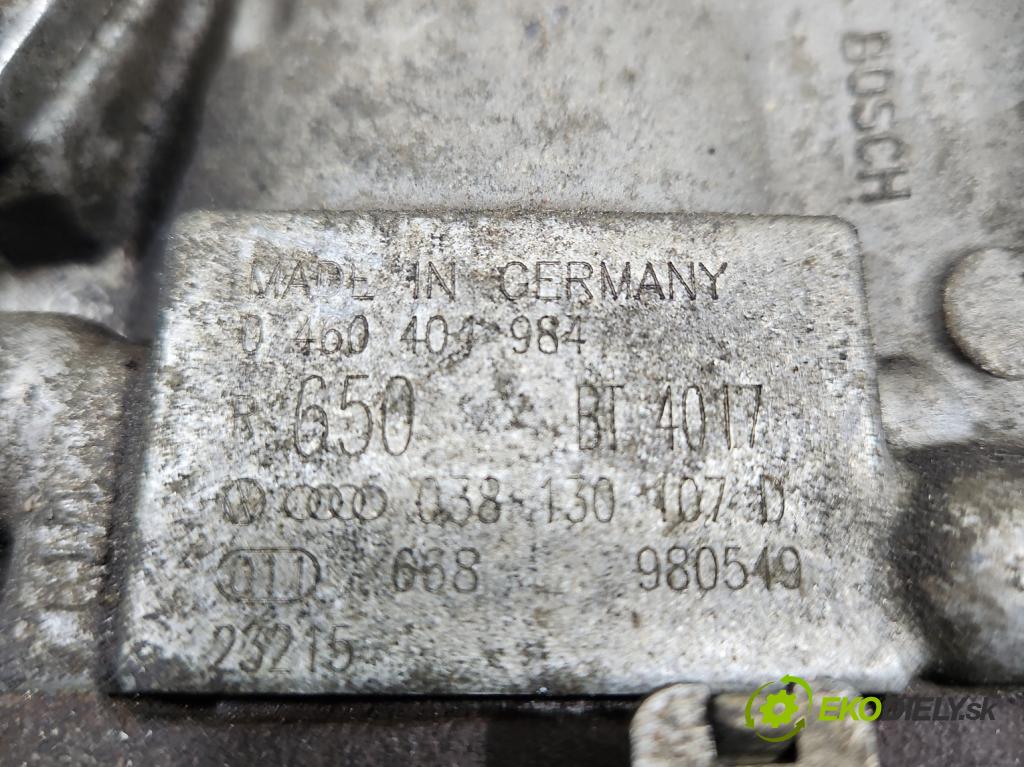 BOSCH
MADE IN GERMANY
0 460 404 984
R 650 BT 4017
038 130 107 D
668 980549
23215
EKODIELY.SK